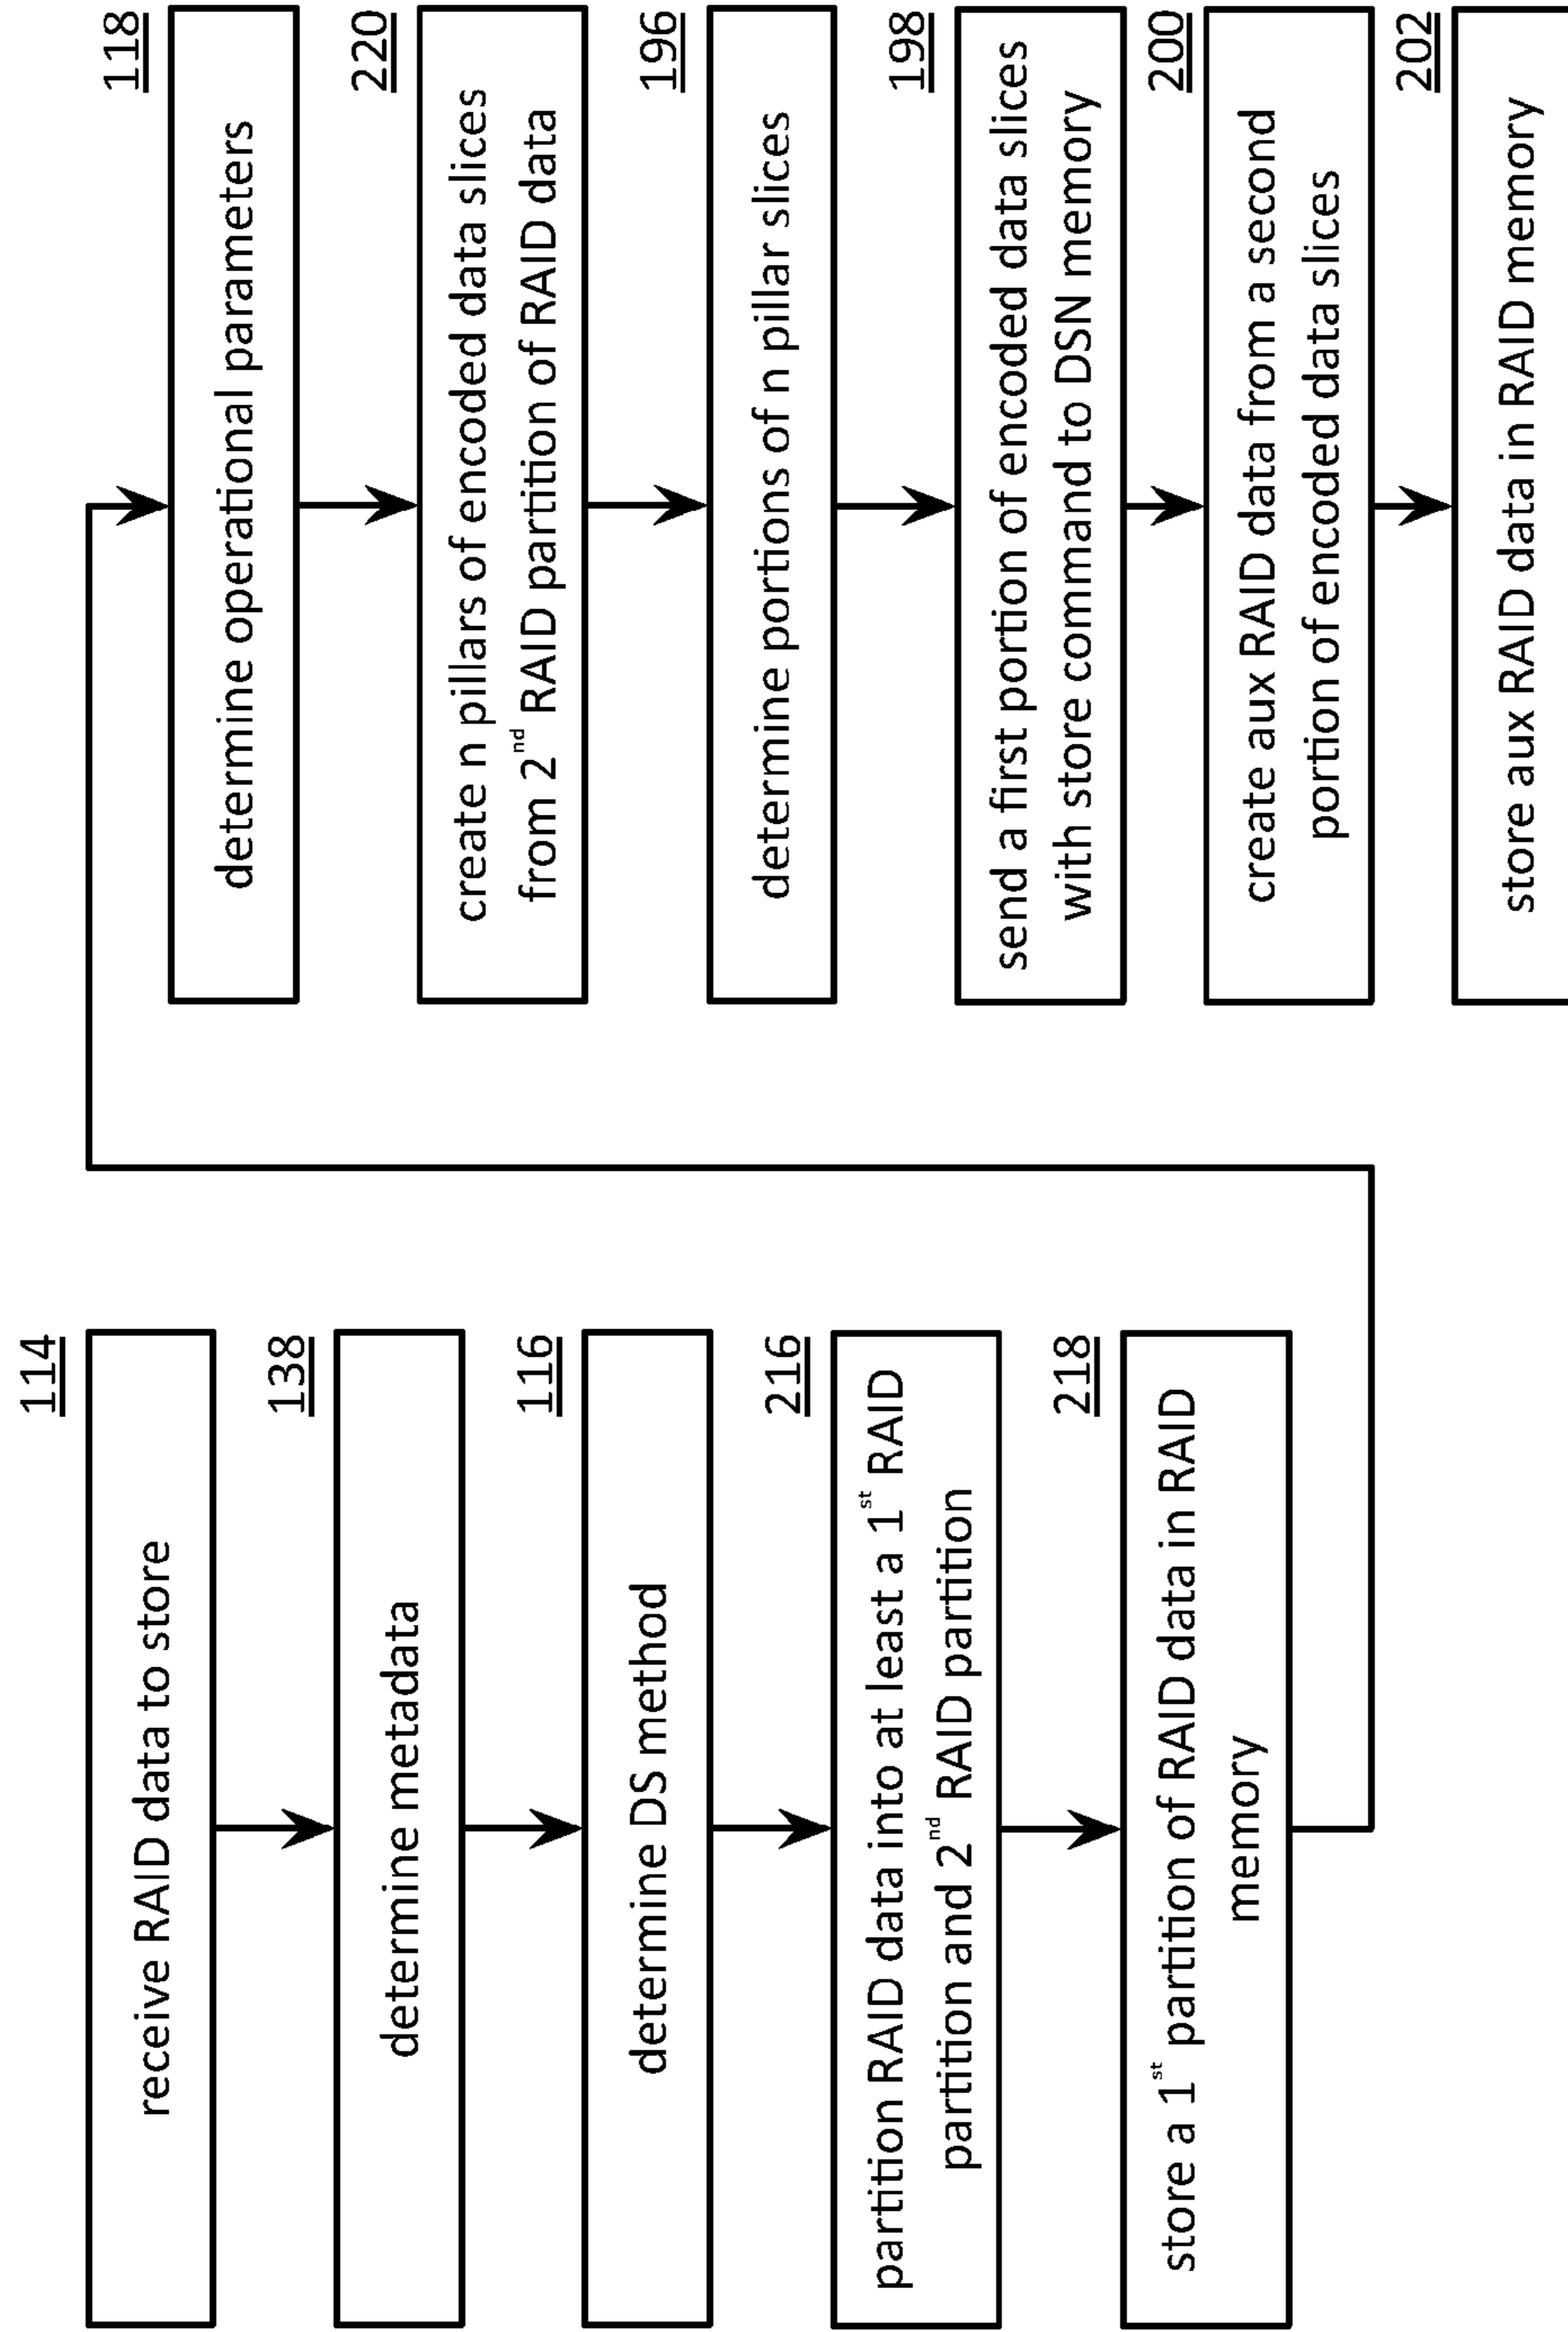 114
receive RAID data to store
138
determine metadata
116
determine DS method
216
partition RAID data into at least a 1st RAID
partition and 2nd RAID partition
218
store a 1st partition of RAID data in RAID
memory
118
determine operational parameters
220
create n pillars of encoded data slices
from 2nd RAID partition of RAID data
196
determine portions of n pillar slices
198
send a first portion of encoded data slices
with store command to DSN memory
200
create aux RAID data from a second
portion of encoded data slices
202
store aux RAID data in RAID memory